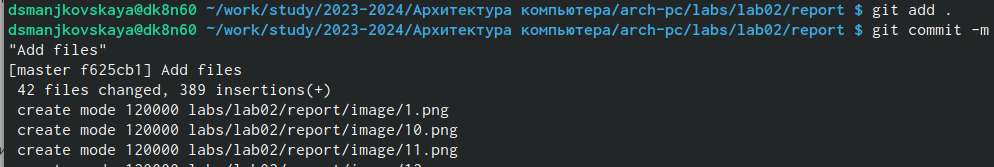 dsmanjkovskaya@dk8n60 ~/work/study/2023-2024/Архитектура компьютера/arch-pc/labs/lab02/report $ git add .
dsmanjkovskaya@dk8n60 ~/work/study/2023-2024/Архитектура компьютера/arch-pc/labs/lab02/report $ git commit -m
"Add files"
[master f625cb1] Add files
 42 files changed, 389 insertions(+)
 create mode 120000 labs/lab02/report/image/1.png
 create mode 120000 labs/lab02/report/image/10.png
 create mode 120000 labs/lab02/report/image/11.png